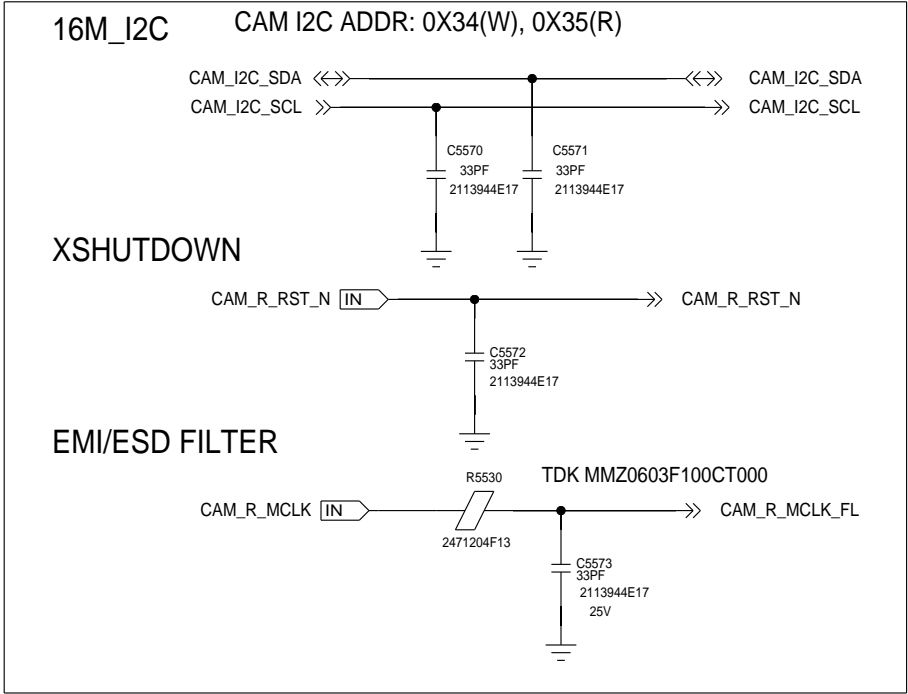 16M_I2C CAM I2C ADDR: 0X34(W), 0X35(R)
CAM_I2C_SDA CAM_I2C_SDA
CAM_I2C_SCL CAM_I2C_SCL
C5570 C5571
33PF 33PF
2113944E17 2113944E17
XSHUTDOWN
CAM_R_RST_N IN CAM_R_RST_N
C5572
33PF
2113944E17
EMI/ESD FILTER
R5530 TDK MMZ0603F100CT000
CAM_R_MCLK IN CAM_R_MCLK_FL
2471204F13
C5573
33PF
2113944E17
25V